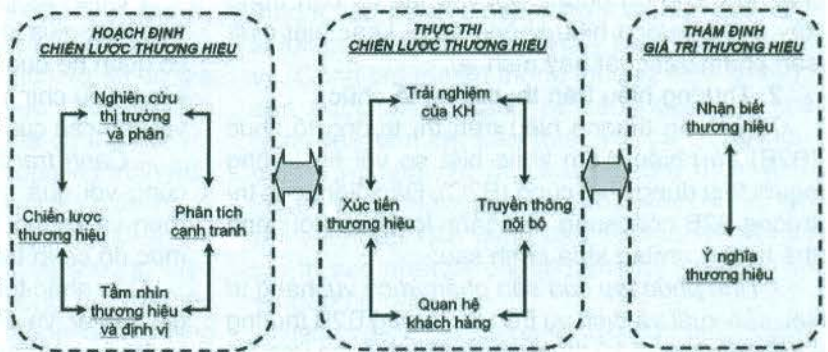 HOẠCH ĐỊNH
CHIẾN LƯỢC THƯƠNG HIỆU
Nghiên cứu
thị trường
và phân
Chiến lược
thương hiệu
Phân tích
cạnh tranh
Tầm nhìn
thương hiệu
và định vị
THỰC THI
CHIẾN LƯỢC THƯƠNG HIỆU
Trải nghiệm
của KH
Xúc tiến
thương hiệu
Truyền thông
nội bộ
Quan hệ
khách hàng
THẨM ĐỊNH
GIÁ TRỊ THƯƠNG HIỆU
Nhận biết
thương hiệu
Ý nghĩa
thương hiệu